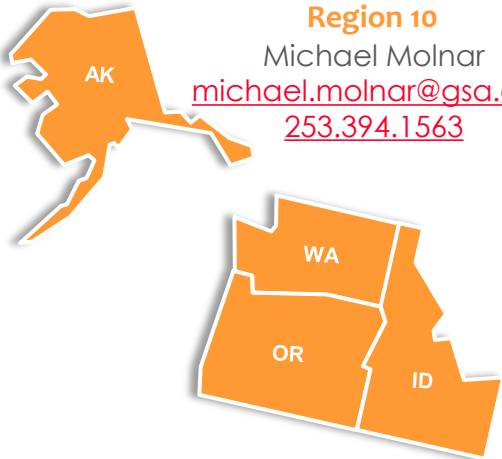 Region 10
Michael Molnar
michael.molnar@gsa.
253.394.1563
AK
WA
OR
ID